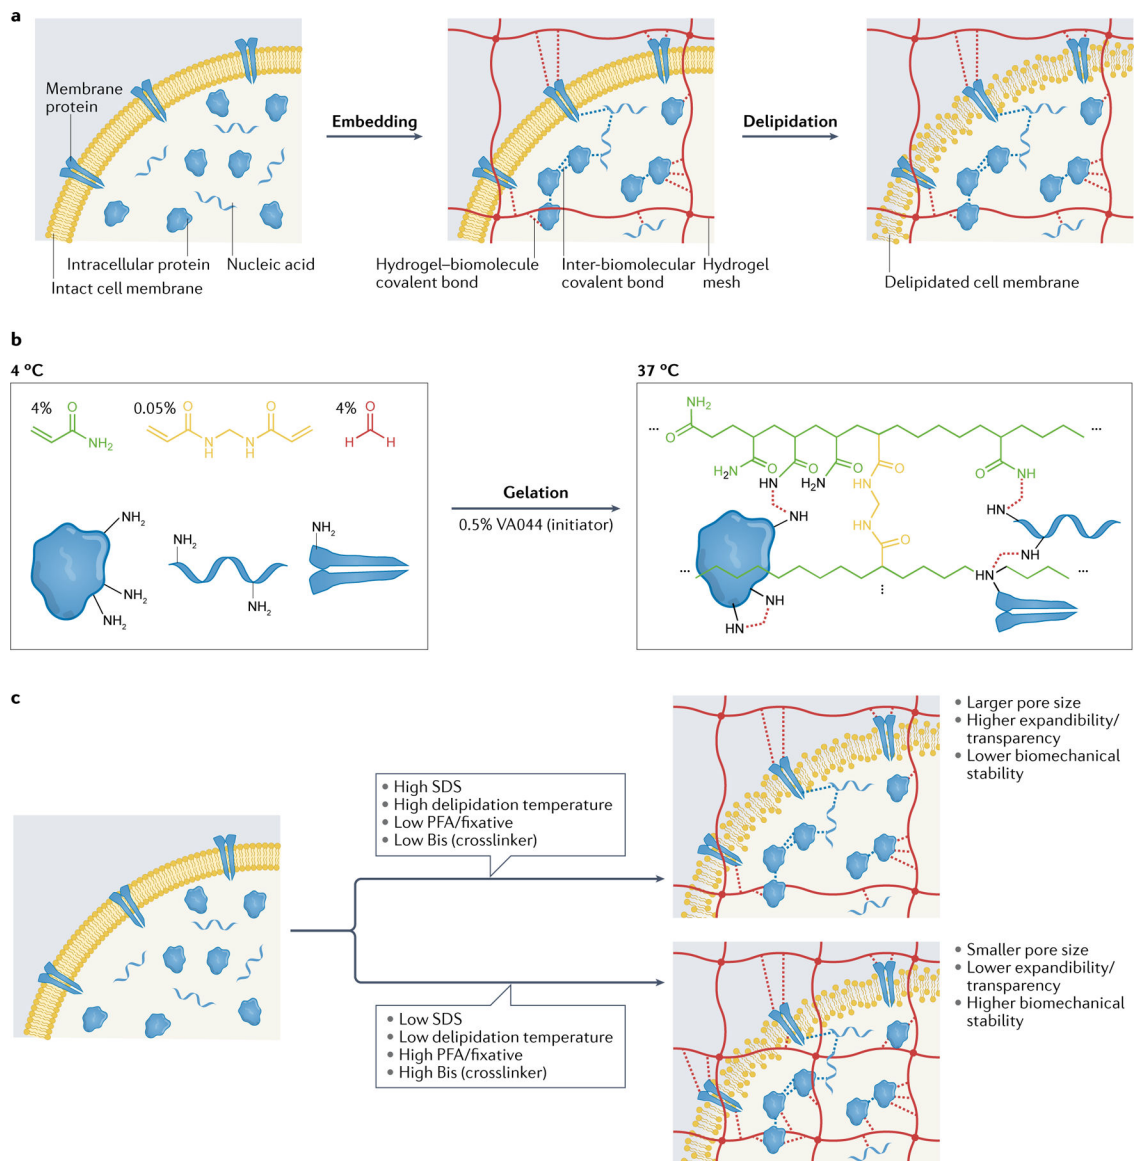 a
Membrane
protein
Embedding
Delipidation
Intracellular protein
Nucleic acid
Intact cell membrane
Hydrogel–biomolecule
covalent bond
Inter-biomolecular
covalent bond
Hydrogel
mesh
Delipidated cell membrane
b
4 ºC
4%
O
NH2
0.05%
O
O
N
H
N
H
4%
O
H
H
NH2
NH2
NH2
NH2
NH2
NH2
Gelation
0.5% VA044 (initiator)
37 ºC
NH2
O
...
...
H2N
O
HN
O
H2N
O
O
HN
O
NH
HN
NH
HN
O
NH
...
HN
...
...
NH
HN
c
High SDS
High delipidation temperature
Low PFA/fixative
Low Bis (crosslinker)
Larger pore size
Higher expandibility/
transparency
Lower biomechanical
stability
Low SDS
Low delipidation temperature
High PFA/fixative
High Bis (crosslinker)
Smaller pore size
Lower expandibility/
transparency
Higher biomechanical
stability